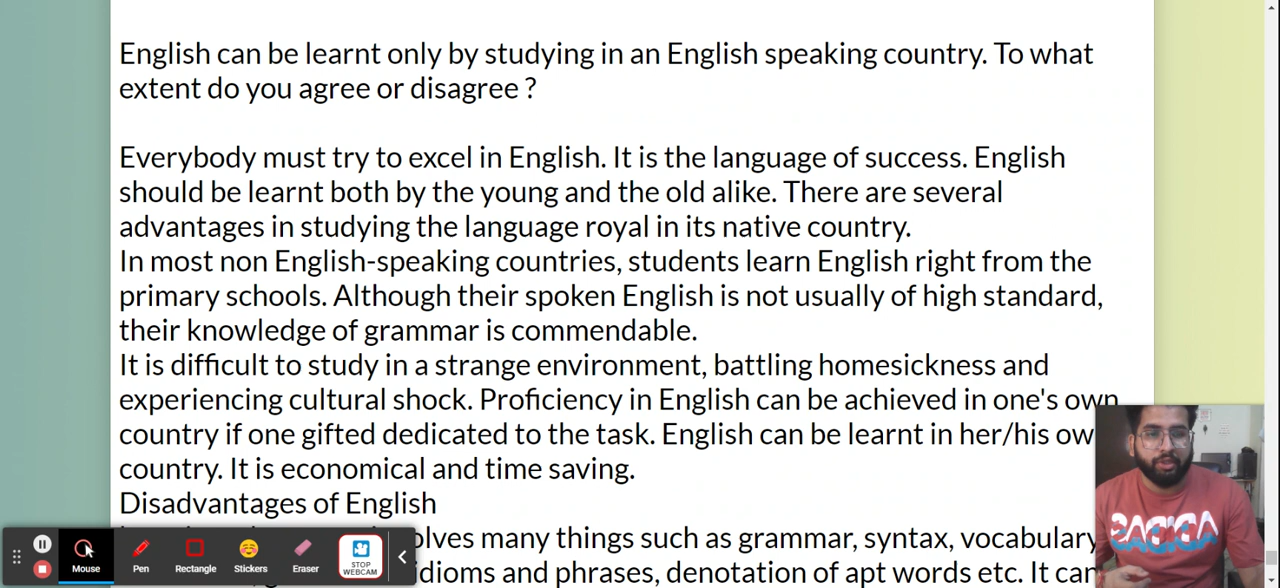 English can be learnt only by studying in an English speaking country. To what
extent do you agree or disagree ?
Everybody must try to excel in English. It is the language of success. English
should be learnt both by the young and the old alike. There are several
advantages in studying the language royal in its native country.
In most non English-speaking countries, students learn English right from the
primary schools. Although their spoken English is not usually of high standard,
their knowledge of grammar is commendable.
It is difficult to study in a strange environment, battling homesickness and
experiencing cultural shock. Proficiency in English can be achieved in one's own
country if one gifted dedicated to the task. English can be learnt in her/his ow
country. It is economical and time saving.
Disadvantages of English
many things such as grammar, syntax, vocabulary
idioms and phrases, denotation of apt words etc. It can
Mouse
Pen
Rectangle
Stickers
Eraser
STOP
WEBCAM